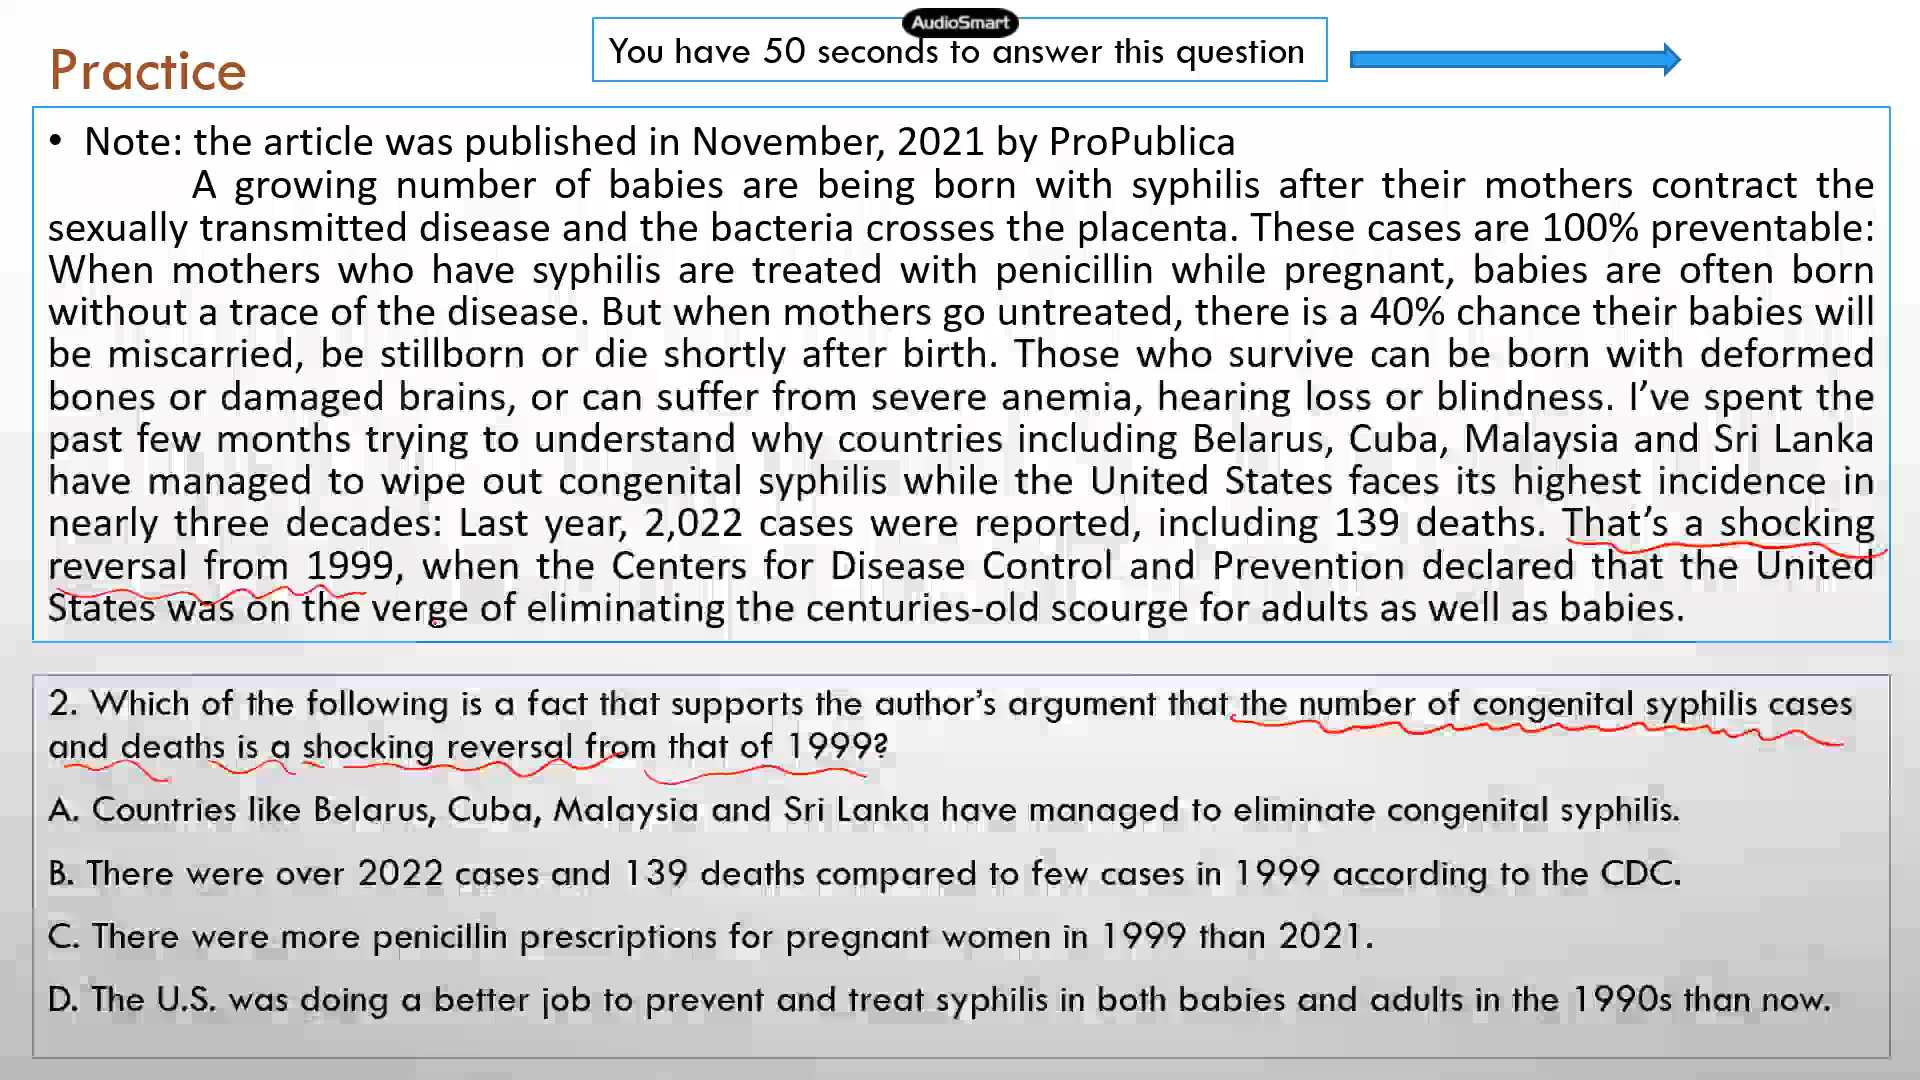 AudioSmart
You have 50 seconds to answer this question
Practice
• Note: the article was published in November, 2021 by ProPublica
A growing number of babies are being born with syphilis after their mothers contract the
sexually transmitted disease and the bacteria crosses the placenta. These cases are 100% preventable:
When mothers who have syphilis are treated with penicillin while pregnant, babies are often born
without a trace of the disease. But when mothers go untreated, there is a 40% chance their babies will
be miscarried, be stillborn or die shortly after birth. Those who survive can be born with deformed
bones or damaged brains, or can suffer from severe anemia, hearing loss or blindness. I’ve spent the
past few months trying to understand why countries including Belarus, Cuba, Malaysia and Sri Lanka
have managed to wipe out congenital syphilis while the United States faces its highest incidence in
nearly three decades: Last year, 2,022 cases were reported, including 139 deaths. That’s a shocking
reversal from 1999, when the Centers for Disease Control and Prevention declared that the United
States was on the verge of eliminating the centuries-old scourge for adults as well as babies.
2. Which of the following is a fact that supports the author’s argument that the number of congenital syphilis cases
and deaths is a shocking reversal from that of 1999?
A. Countries like Belarus, Cuba, Malaysia and Sri Lanka have managed to eliminate congenital syphilis.
B. There were over 2022 cases and 139 deaths compared to few cases in 1999 according to the CDC.
C. There were more penicillin prescriptions for pregnant women in 1999 than 2021.
D. The U.S. was doing a better job to prevent and treat syphilis in both babies and adults in the 1990s than now.